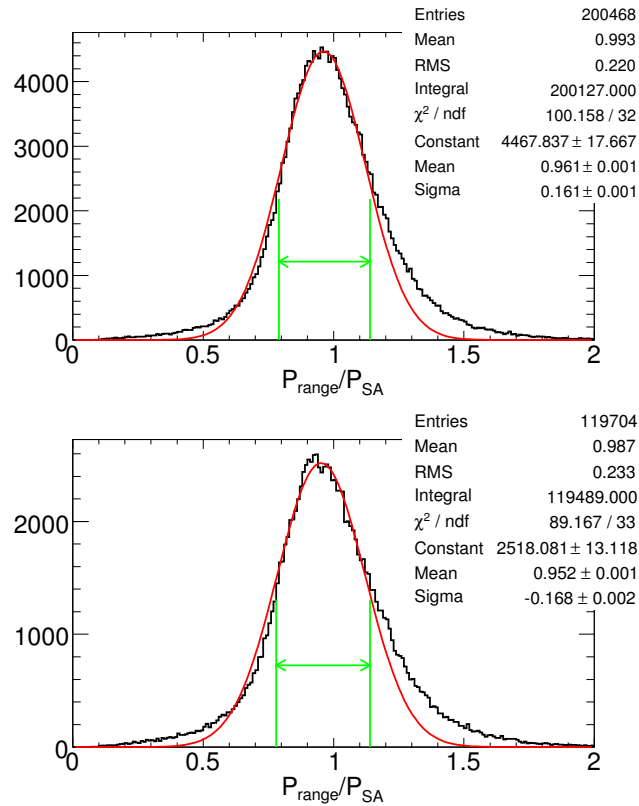 Entries 200468
Mean 0.993
RMS 0.220
Integral 200127.000
χ² / ndf 100.158 / 32
Constant 4467.837 ± 17.667
Mean 0.961 ± 0.001
Sigma 0.161 ± 0.001
4000
3000
2000
1000
0
0 0.5 1 1.5 2
P_range/P_SA
Entries 119704
Mean 0.987
RMS 0.233
Integral 119489.000
χ² / ndf 89.167 / 33
Constant 2518.081 ± 13.118
Mean 0.952 ± 0.001
Sigma -0.168 ± 0.002
2000
1000
0
0 0.5 1 1.5 2
P_range/P_SA